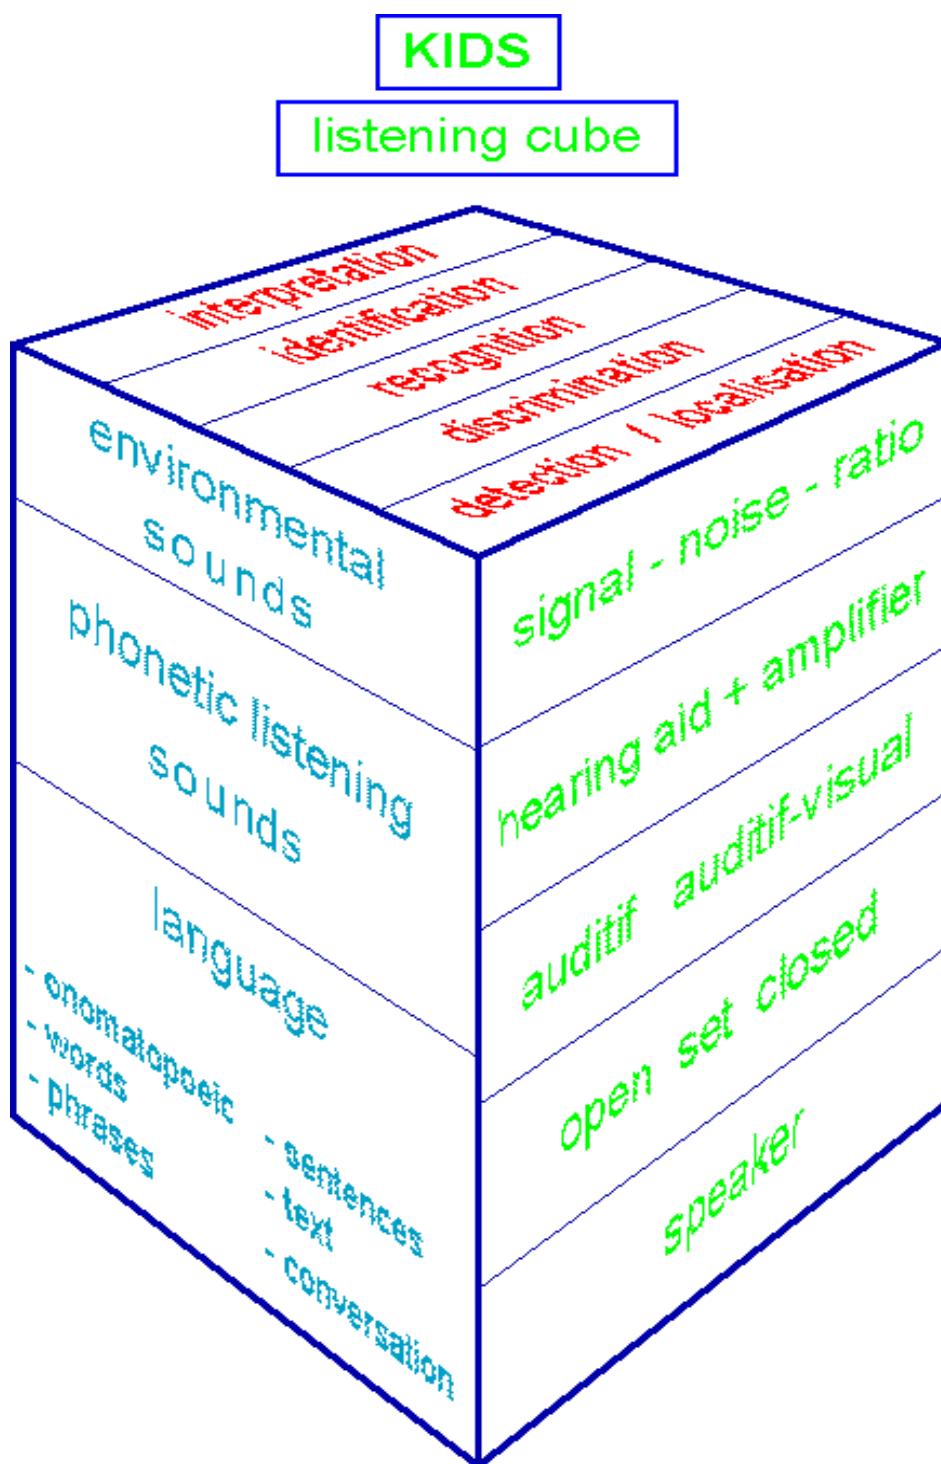 KIDS
listening cube
interpretation
identification
recognition
discrimination
detection / localisation
environmental
sounds
phonetic listening
sounds
language
- onomatopoeic
- words
- phrases
- sentences
- text
- conversation
signal - noise - ratio
hearing aid + amplifier
auditif auditif-visual
open set closed
speaker